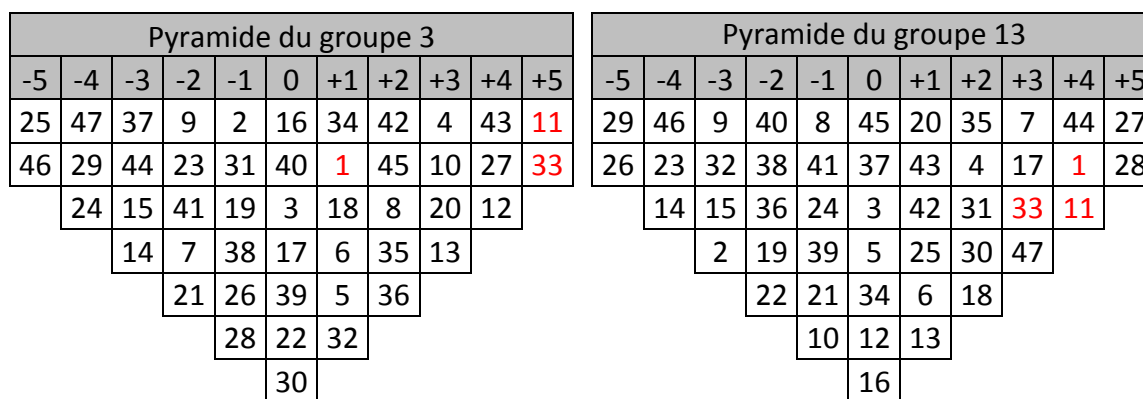 Pyramide du groupe 3
-5 -4 -3 -2 -1 0 +1 +2 +3 +4 +5
25 47 37 9 2 16 34 42 4 43 11
46 29 44 23 31 40 1 45 10 27 33
24 15 41 19 3 18 8 20 12
14 7 38 17 6 35 13
21 26 39 5 36
28 22 32
30
Pyramide du groupe 13
-5 -4 -3 -2 -1 0 +1 +2 +3 +4 +5
29 46 9 40 8 45 20 35 7 44 27
26 23 32 38 41 37 43 4 17 1 28
14 15 36 24 3 42 31 33 11
2 19 39 5 25 30 47
22 21 34 6 18
10 12 13
16